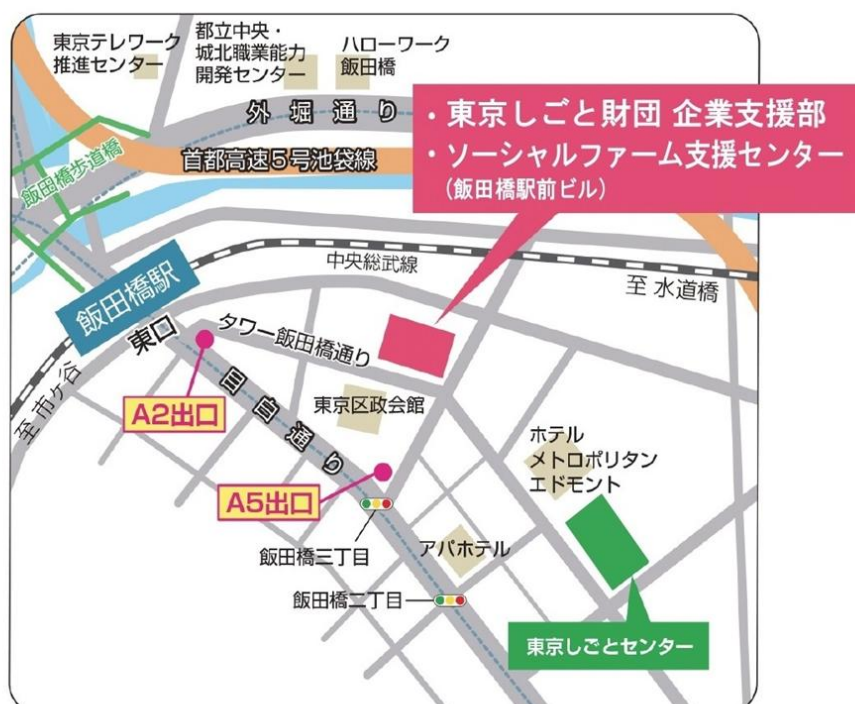 東京テレワーク
推進センター
都立中央・
城北職業能力
開発センター
ハローワーク
飯田橋
外堀通り
・東京しごと財団 企業支援部
・ソーシャルファーム支援センター
(飯田橋駅前ビル)
首都高速5号池袋線
飯田橋歩道橋
中央総武線
至 水道橋
飯田橋駅
東口
タワー飯田橋通り
至 市ヶ谷
A2出口
目白通り
東京区政会館
ホテル
メトロポリタン
エドモント
A5出口
飯田橋三丁目
アパホテル
飯田橋二丁目
東京しごとセンター